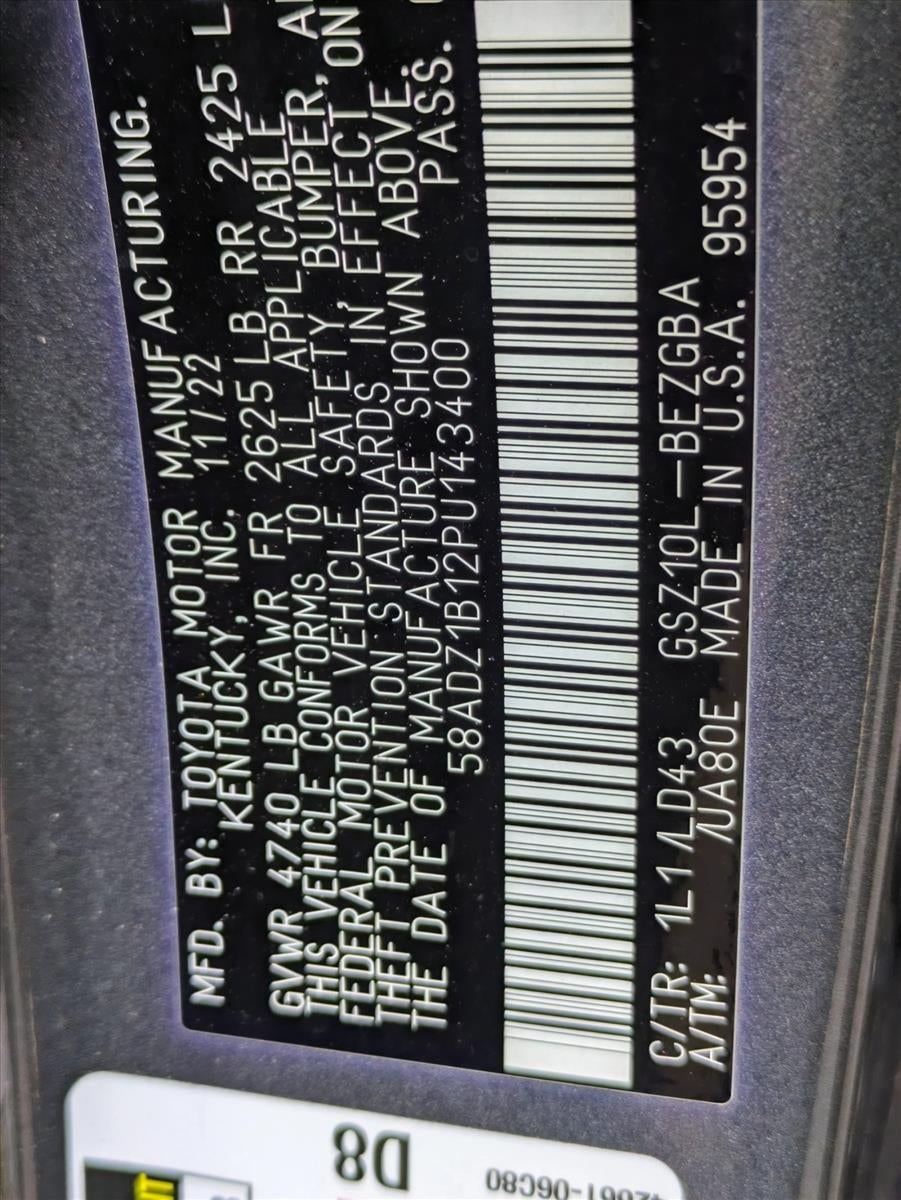 MFD. BY: TOYOTA MOTOR MANUFACTURING.
KENTUCKY, INC. 11/22
GVWR 4740 LB GAWR FR 2625 LB RR 2425 L
THIS VEHICLE CONFORMS TO ALL APPLICABLE
FEDERAL MOTOR VEHICLE SAFETY, BUMPER,
THEFT PREVENTION STANDARDS IN EFFECT ON
THE DATE OF MANUFACTURE SHOWN ABOVE.
58ADZ1B12PU143400 PASS.
C/TR: 1L1/LD43 GSZ10L-BEZGBA
A/TM: /UA80E MADE IN U.S.A. 95954
D8